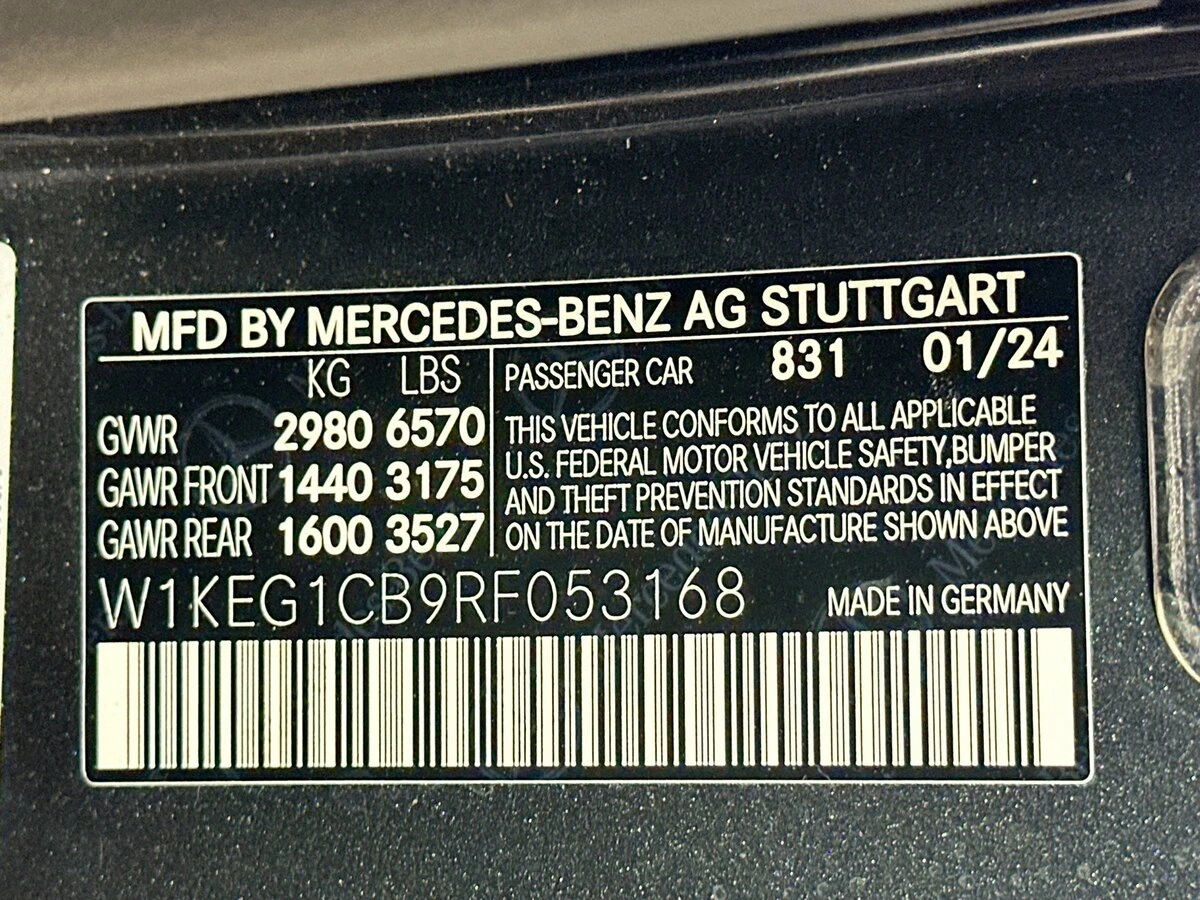 MFD BY MERCEDES-BENZ AG STUTTGART
KG LBS
GVWR 2980 6570
GAWR FRONT 1440 3175
GAWR REAR 1600 3527
PASSENGER CAR 831 01/24
THIS VEHICLE CONFORMS TO ALL APPLICABLE
U.S. FEDERAL MOTOR VEHICLE SAFETY,BUMPER
AND THEFT PREVENTION STANDARDS IN EFFECT
ON THE DATE OF MANUFACTURE SHOWN ABOVE
W1KEG1CB9RF053168
MADE IN GERMANY